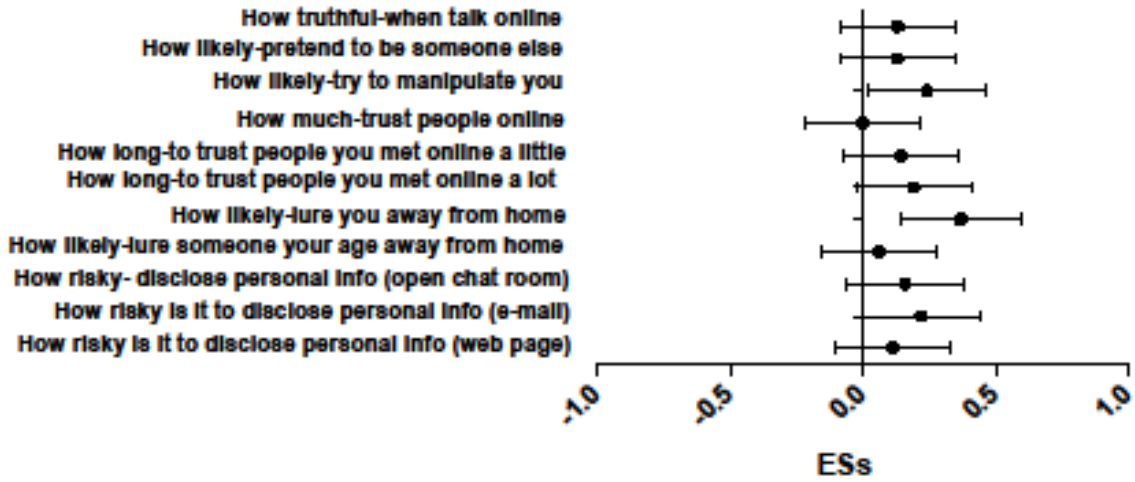 How truthful-when talk online
How likely-pretend to be someone else
How likely-try to manipulate you
How much-trust people online
How long-to trust people you met online a little
How long-to trust people you met online a lot
How likely-lure you away from home
How likely-lure someone your age away from home
How risky- disclose personal info (open chat room)
How risky is it to disclose personal info (e-mail)
How risky is it to disclose personal info (web page)
-1.0 -0.5 0.0 0.5 1.0
ESs